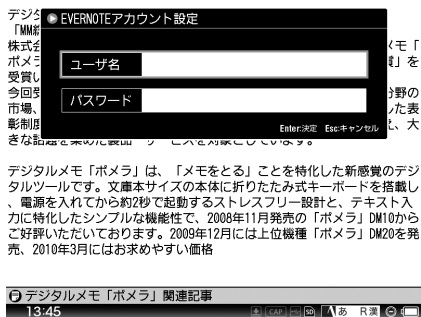 デジタ
EVERNOTEアカウント設定
「MM総
株式会
くモ「
ユーザ名
ポメラ
賞」を
受賞し
今回受
分野の
パスワード
市場、
した表
彰制度
え、大
Enter:決定 Esc:キャンセル
きな話題を集めた製品・サービスを対象としています。
デジタルメモ「ポメラ」は、「メモをとる」ことを特化した新感覚のデジ
タルツールです。文庫本サイズの本体に折りたたみ式キーボードを搭載し
、電源を入れてから約2秒で起動するストレスフリー設計と、テキスト入
力に特化したシンプルな機能性で、2008年11月発売の「ポメラ」DM10から
ご好評いただいております。2009年12月には上位機種「ポメラ」DM20を発
売、2010年3月にはお求めやすい価格
デジタルメモ「ポメラ」関連記事
13:45 CAP SD あ R漢